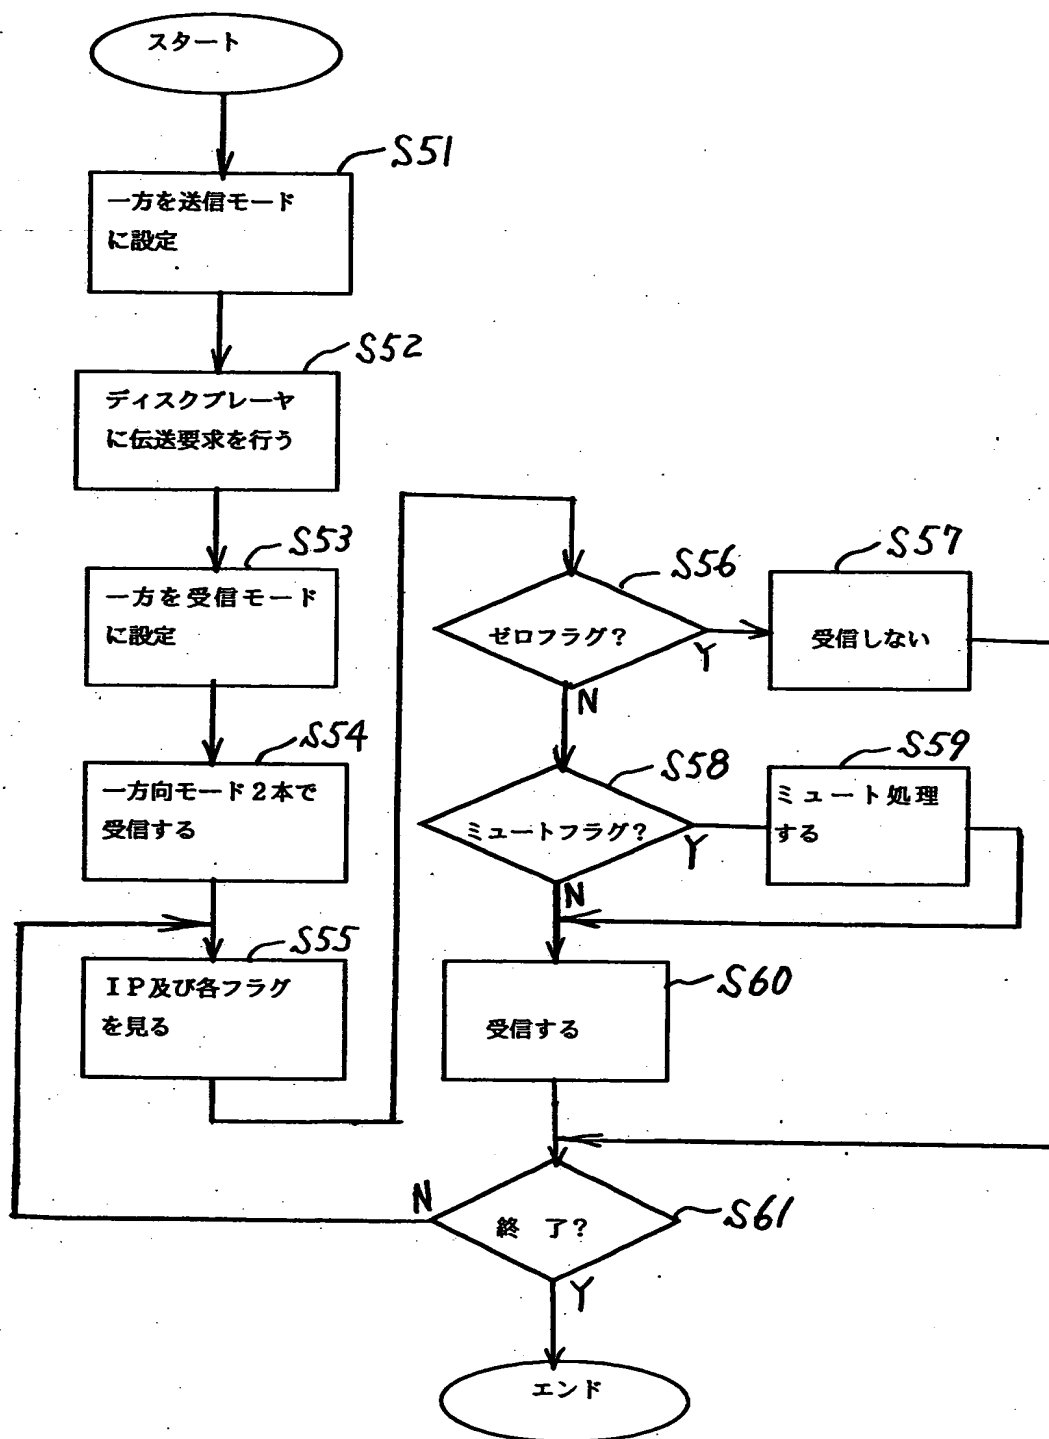 スタート
S51
一方を送信モード
に設定
S52
ディスクプレーヤ
に伝送要求を行う
S53
一方を受信モード
に設定
S54
一方向モード2本で
受信する
S55
IP及び各フラグ
を見る
S56
ゼロフラグ?
Y
N
S57
受信しない
S58
ミュートフラグ?
Y
N
S59
ミュート処理
する
S60
受信する
S61
終 了?
N
Y
エンド